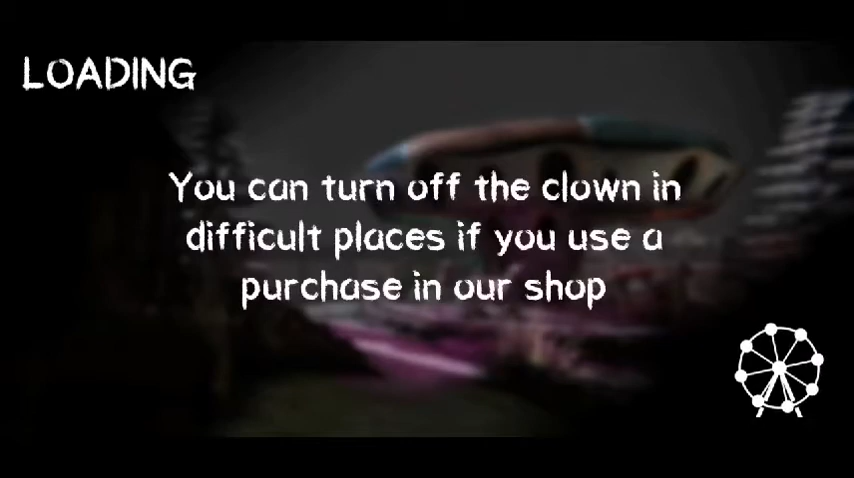 LOADING
You can turn off the clown in
difficult places if you use a
purchase in our shop